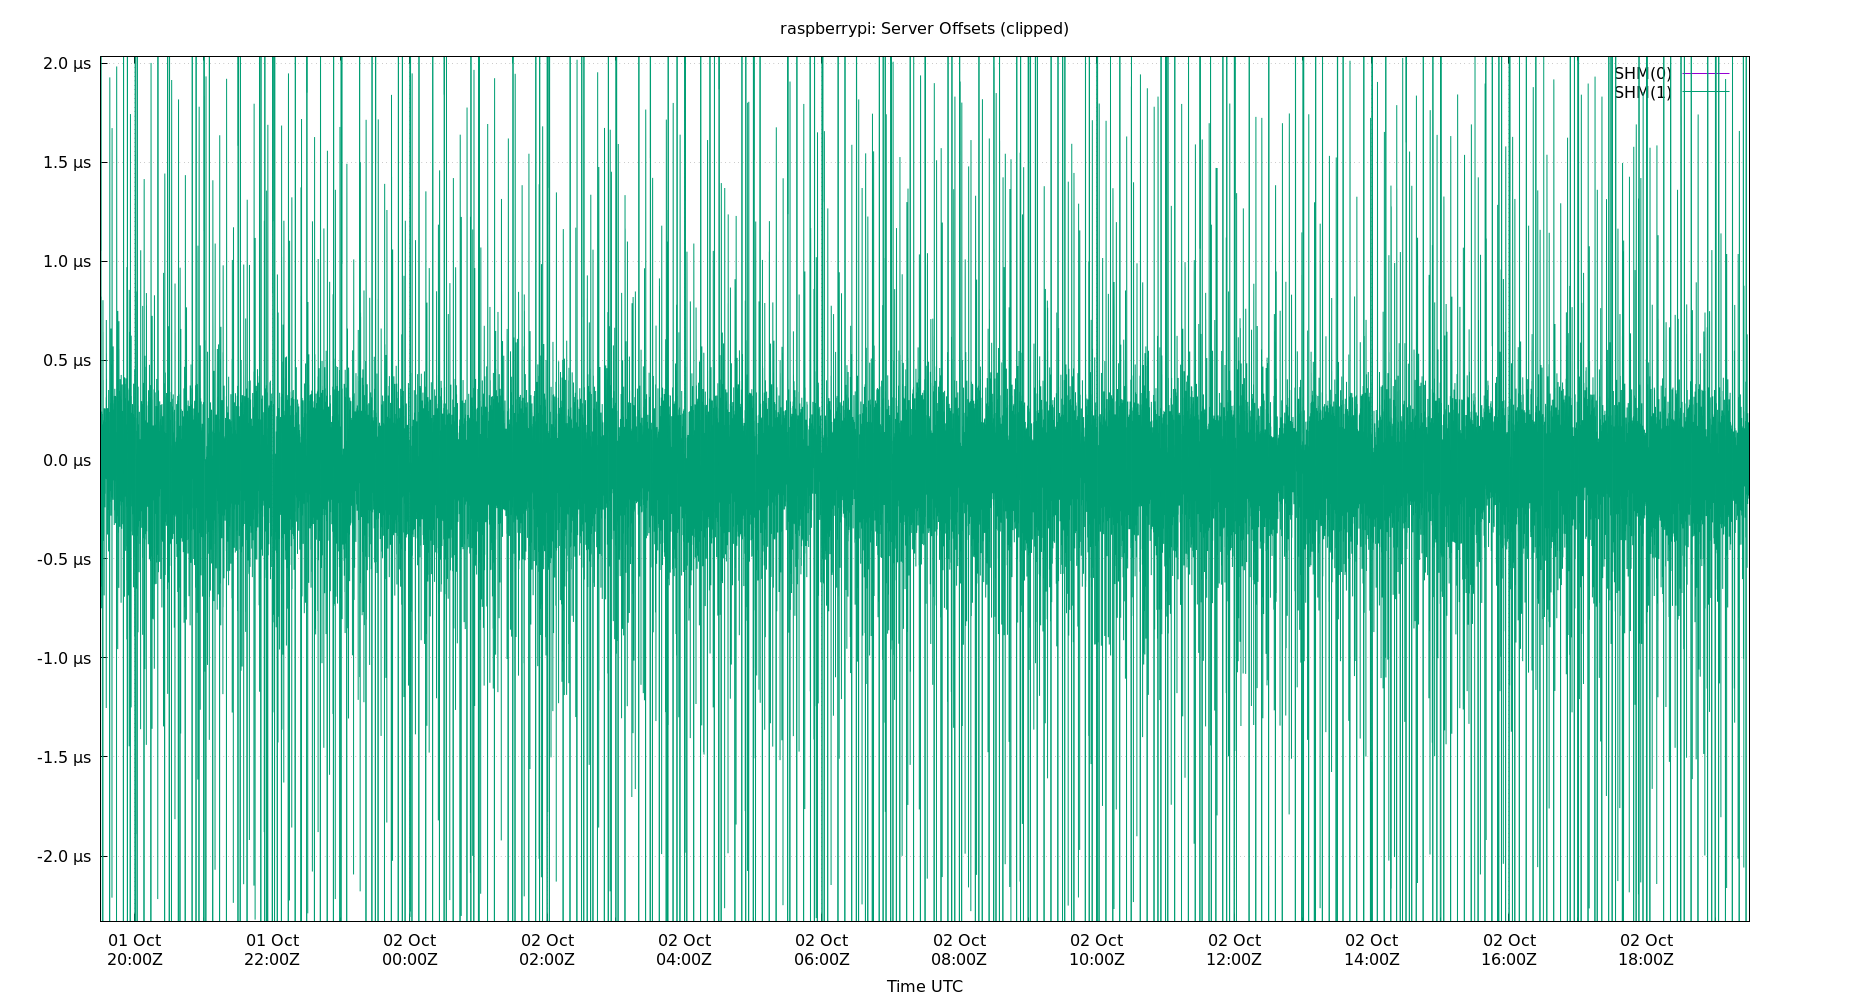 raspberrypi: Server Offsets (clipped)
2.0 µs
1.5 µs
1.0 µs
0.5 µs
0.0 µs
-0.5 µs
-1.0 µs
-1.5 µs
-2.0 µs
SHM(0)
SHM(1)
01 Oct 01 Oct 02 Oct 02 Oct 02 Oct 02 Oct 02 Oct 02 Oct 02 Oct 02 Oct 02 Oct 02 Oct
20:00Z 22:00Z 00:00Z 02:00Z 04:00Z 06:00Z 08:00Z 10:00Z 12:00Z 14:00Z 16:00Z 18:00Z
Time UTC